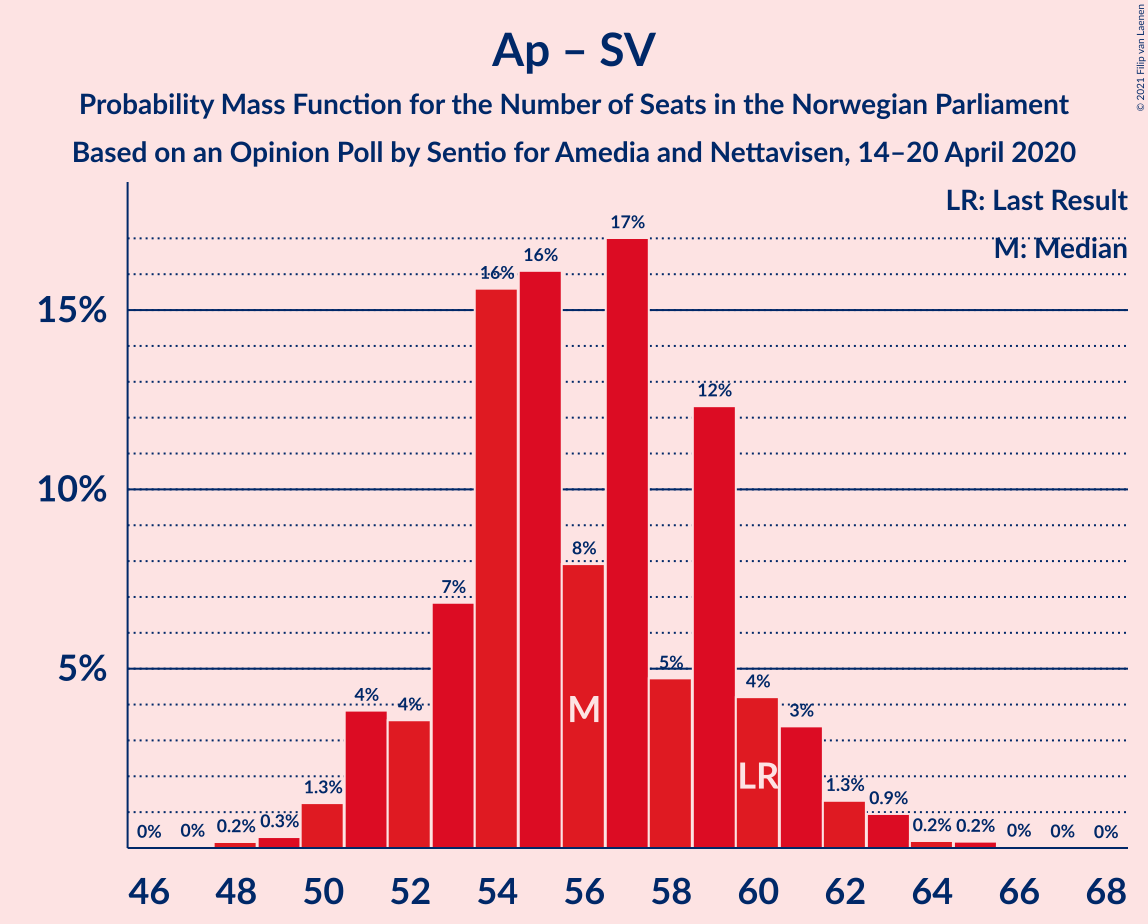 Ap – SV
Probability Mass Function for the Number of Seats in the Norwegian Parliament
Based on an Opinion Poll by Sentio for Amedia and Nettavisen, 14–20 April 2020
© 2021 Filip van Laenen
LR: Last Result
M: Median
15%
10%
5%
0%
0%
0.2%
0.3%
1.3%
4%
4%
7%
16%
16%
8%
17%
5%
12%
4%
3%
1.3%
0.9%
0.2%
0.2%
0%
0%
0%
M
LR
46 48 50 52 54 56 58 60 62 64 66 68